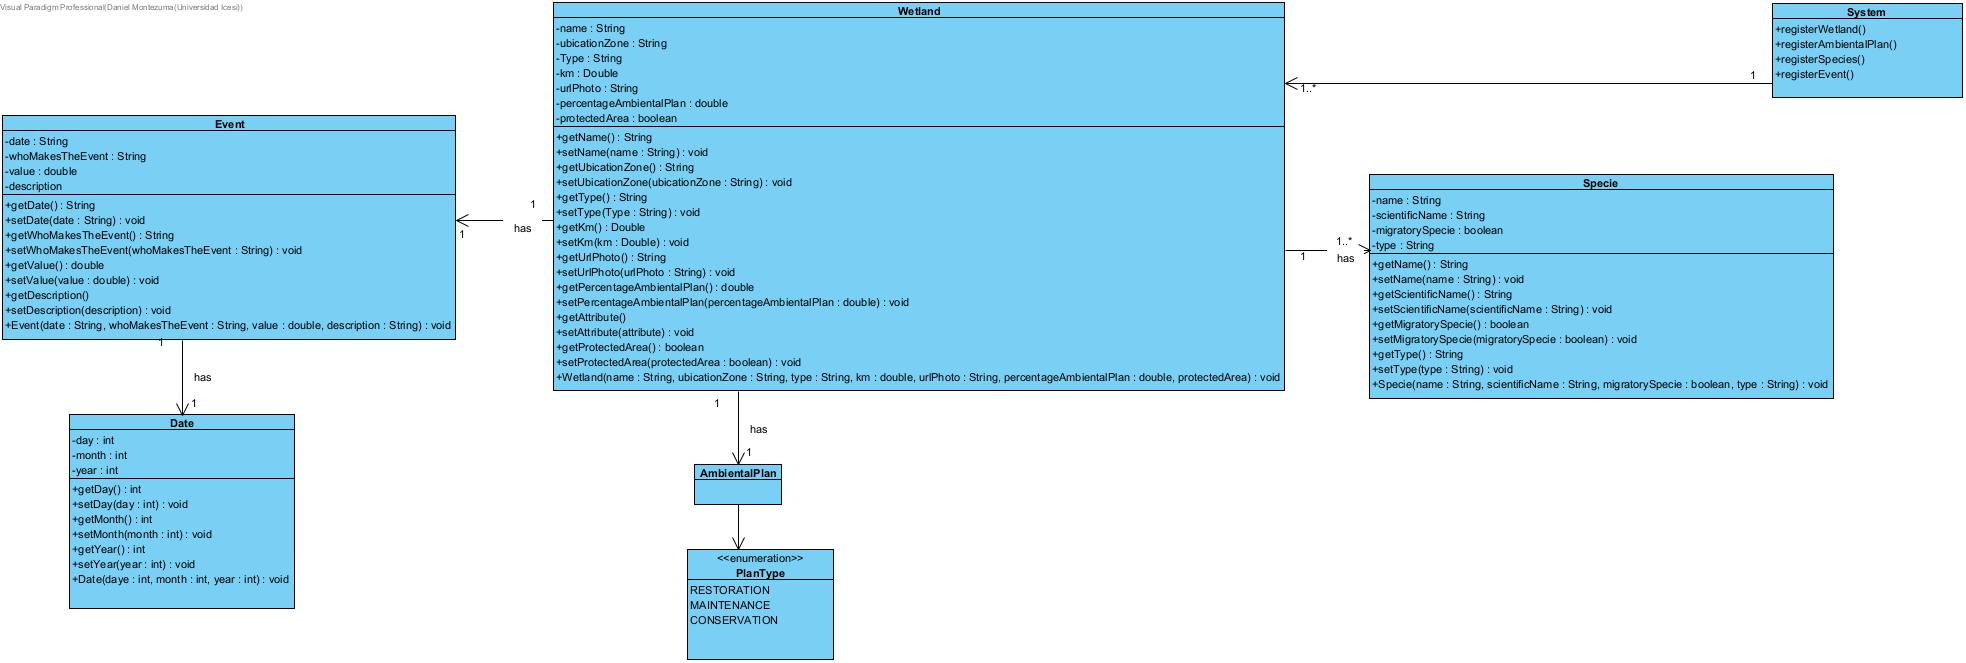 Visual Paradigm Professional(Daniel Montezuma(Universidad Icesi))
Wetland
-name : String
-ubicationZone : String
-Type : String
-km : Double
-urlPhoto : String
-percentageAmbientalPlan : double
-protectedArea : boolean
+getName() : String
+setName(name : String) : void
+getUbicationZone() : String
+setUbicationZone(ubicationZone : String) : void
+getType() : String
+setType(Type : String) : void
+getKm() : Double
+setKm(km : Double) : void
+getUrlPhoto() : String
+setUrlPhoto(urlPhoto : String) : void
+getPercentageAmbientalPlan() : double
+setPercentageAmbientalPlan(percentageAmbientalPlan : double) : void
+getAttribute()
+setAttribute(attribute) : void
+getProtectedArea() : boolean
+setProtectedArea(protectedArea : boolean) : void
+Wetland(name : String, ubicationZone : String, type : String, km : double, urlPhoto : String, percentageAmbientalPlan : double, protectedArea) : void
System
+registerWetland()
+registerAmbientalPlan()
+registerSpecies()
+registerEvent()
1
1..*
Event
-date : String
-whoMakesTheEvent : String
-value : double
-description
+getDate() : String
+setDate(date : String) : void
+getWhoMakesTheEvent() : String
+setWhoMakesTheEvent(whoMakesTheEvent : String) : void
+getValue() : double
+setValue(value : double) : void
+getDescription()
+setDescription(description) : void
+Event(date : String, whoMakesTheEvent : String, value : double, description : String) : void
1
has
1
Specie
-name : String
-scientificName : String
-migratorySpecie : boolean
-type : String
+getName() : String
+setName(name : String) : void
+getScientificName() : String
+setScientificName(scientificName : String) : void
+getMigratorySpecie() : boolean
+setMigratorySpecie(migratorySpecie : boolean) : void
+getType() : String
+setType(type : String) : void
+Specie(name : String, scientificName : String, migratorySpecie : boolean, type : String) : void
1..*
1
has
1
has
1
Date
-day : int
-month : int
-year : int
+getDay() : int
+setDay(day : int) : void
+getMonth() : int
+setMonth(month : int) : void
+getYear() : int
+setYear(year : int) : void
+Date(daye : int, month : int, year : int) : void
1
has
1
AmbientalPlan
<<enumeration>>
PlanType
RESTORATION
MAINTENANCE
CONSERVATION